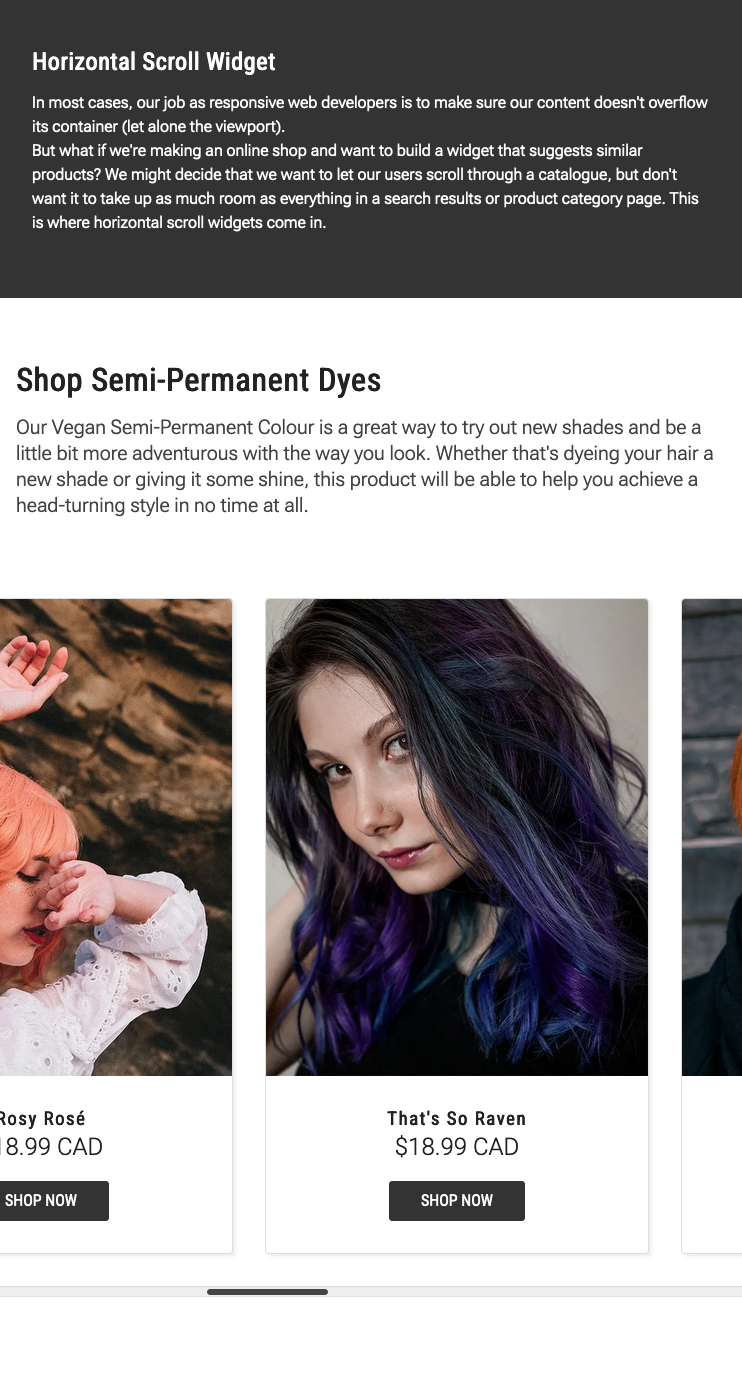 Horizontal Scroll Widget
In most cases, our job as responsive web developers is to make sure our content doesn't overflow
its container (let alone the viewport).
But what if we're making an online shop and want to build a widget that suggests similar
products? We might decide that we want to let our users scroll through a catalogue, but don't
want it to take up as much room as everything in a search results or product category page. This
is where horizontal scroll widgets come in.
Shop Semi-Permanent Dyes
Our Vegan Semi-Permanent Colour is a great way to try out new shades and be a
little bit more adventurous with the way you look. Whether that's dyeing your hair a
new shade or giving it some shine, this product will be able to help you achieve a
head-turning style in no time at all.
Rosy Rosé
18.99 CAD
SHOP NOW
That's So Raven
$18.99 CAD
SHOP NOW